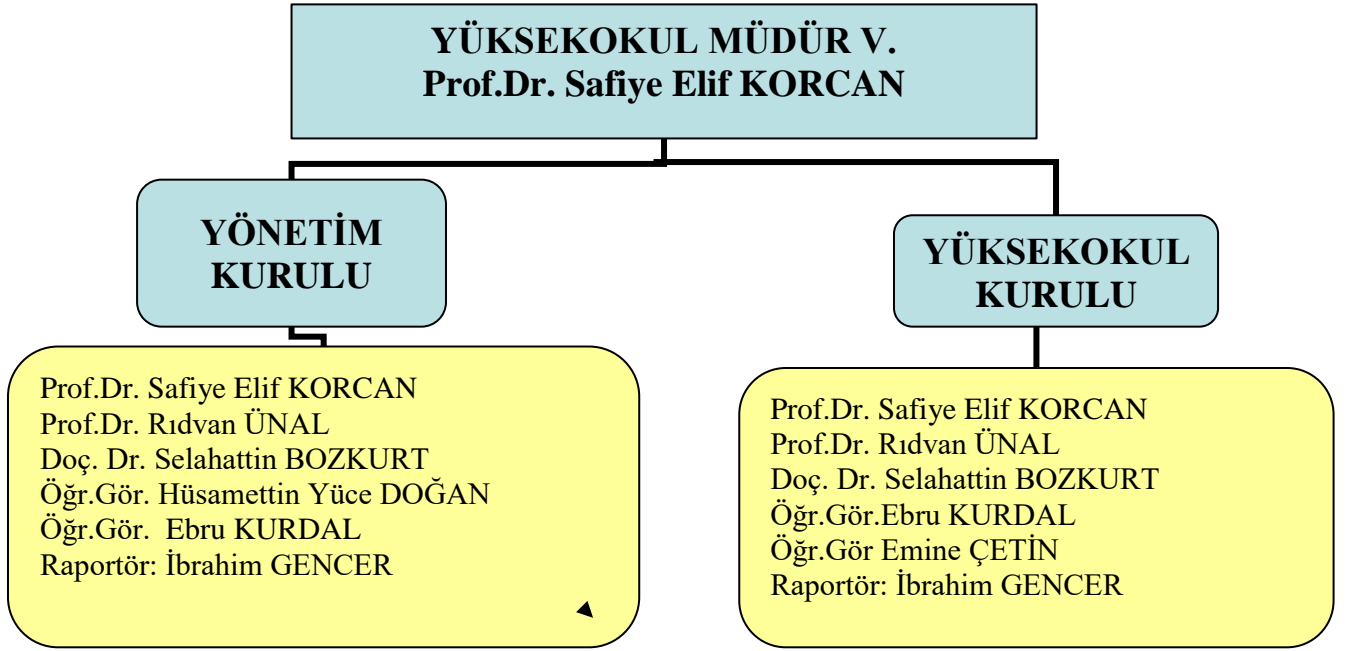 YÜKSEKOKUL MÜDÜR V.
Prof.Dr. Safiye Elif KORCAN
YÖNETİM
KURULU
Prof.Dr. Safiye Elif KORCAN
Prof.Dr. Rıdvan ÜNAL
Doç. Dr. Selahattin BOZKURT
Öğr.Gör. Hüsamettin Yüce DOĞAN
Öğr.Gör. Ebru KURDAL
Raportör: İbrahim GENCER
YÜKSEKOKUL
KURULU
Prof.Dr. Safiye Elif KORCAN
Prof.Dr. Rıdvan ÜNAL
Doç. Dr. Selahattin BOZKURT
Öğr.Gör.Ebru KURDAL
Öğr.Gör Emine ÇETİN
Raportör: İbrahim GENCER